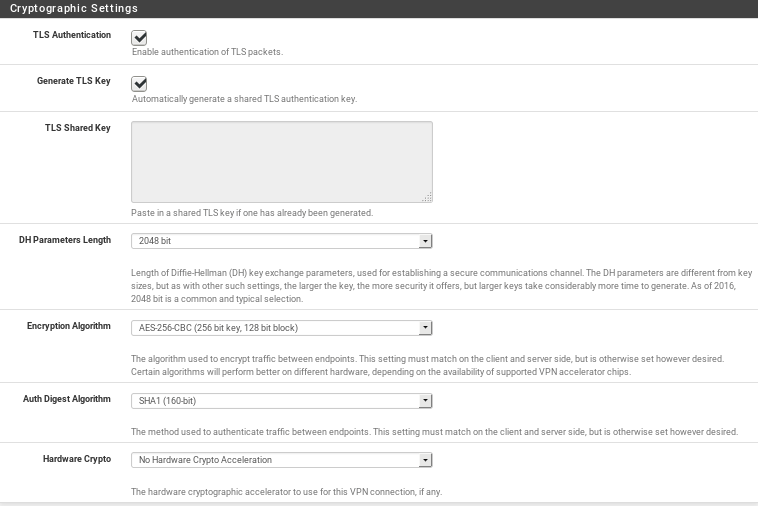 Cryptographic Settings
TLS Authentication
Enable authentication of TLS packets.
Generate TLS Key
Automatically generate a shared TLS authentication key.
TLS Shared Key
Paste in a shared TLS key if one has already been generated.
DH Parameters Length
2048 bit
Length of Diffie-Hellman (DH) key exchange parameters, used for establishing a secure communications channel. The DH parameters are different from key
sizes, but as with other such settings, the larger the key, the more security it offers, but larger keys take considerably more time to generate. As of 2016,
2048 bit is a common and typical selection.
Encryption Algorithm
AES-256-CBC (256 bit key, 128 bit block)
The algorithm used to encrypt traffic between endpoints. This setting must match on the client and server side, but is otherwise set however desired.
Certain algorithms will perform better on different hardware, depending on the availability of supported VPN accelerator chips.
Auth Digest Algorithm
SHA1 (160-bit)
The method used to authenticate traffic between endpoints. This setting must match on the client and server side, but is otherwise set however desired.
Hardware Crypto
No Hardware Crypto Acceleration
The hardware cryptographic accelerator to use for this VPN connection, if any.